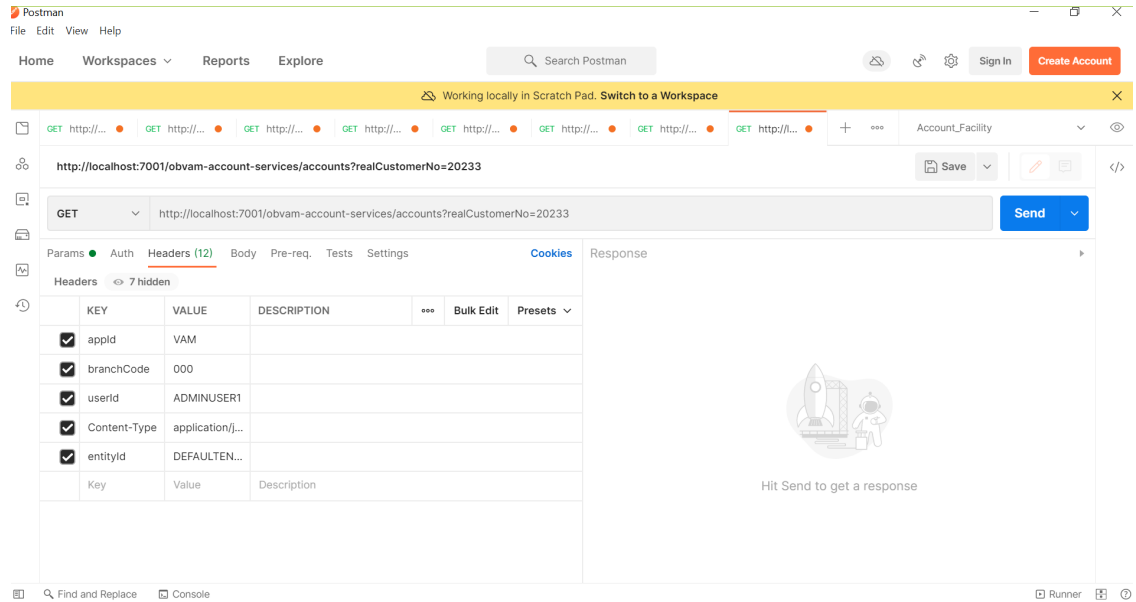 Postman
File Edit View Help
Home Workspaces Reports Explore Search Postman Sign In Create Account
Working locally in Scratch Pad. Switch to a Workspace
GET http://... GET http://... GET http://... GET http://... GET http://... GET http://... GET http://... GET http://l... Account_Facility
http://localhost:7001/obvam-account-services/accounts?realCustomerNo=20233 Save
GET http://localhost:7001/obvam-account-services/accounts?realCustomerNo=20233 Send
Params Auth Headers (12) Body Pre-req. Tests Settings Cookies Response
Headers 7 hidden
KEY VALUE DESCRIPTION Bulk Edit Presets
appId VAM
branchCode 000
userId ADMINUSER1
Content-Type application/j...
entityId DEFAULTEN...
Key Value Description
Hit Send to get a response
Find and Replace Console Runner